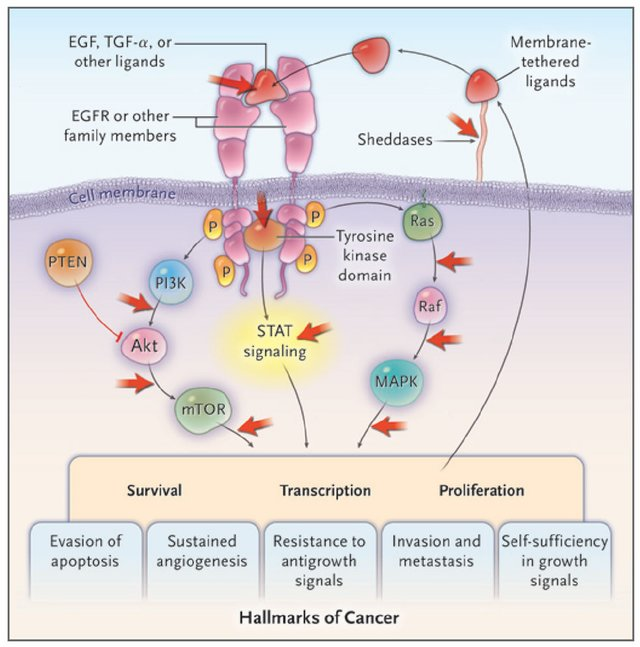 EGF, TGF-α, or
other ligands
Membrane-
tethered
ligands
EGFR or other
family members
Sheddases
Cell membrane
P
P
P
P
Ras
Tyrosine
kinase
domain
PTEN
PI3K
Raf
STAT
signaling
Akt
MAPK
mTOR
Survival
Transcription
Proliferation
Evasion of
apoptosis
Sustained
angiogenesis
Resistance to
antigrowth
signals
Invasion and
metastasis
Self-sufficiency
in growth
signals
Hallmarks of Cancer